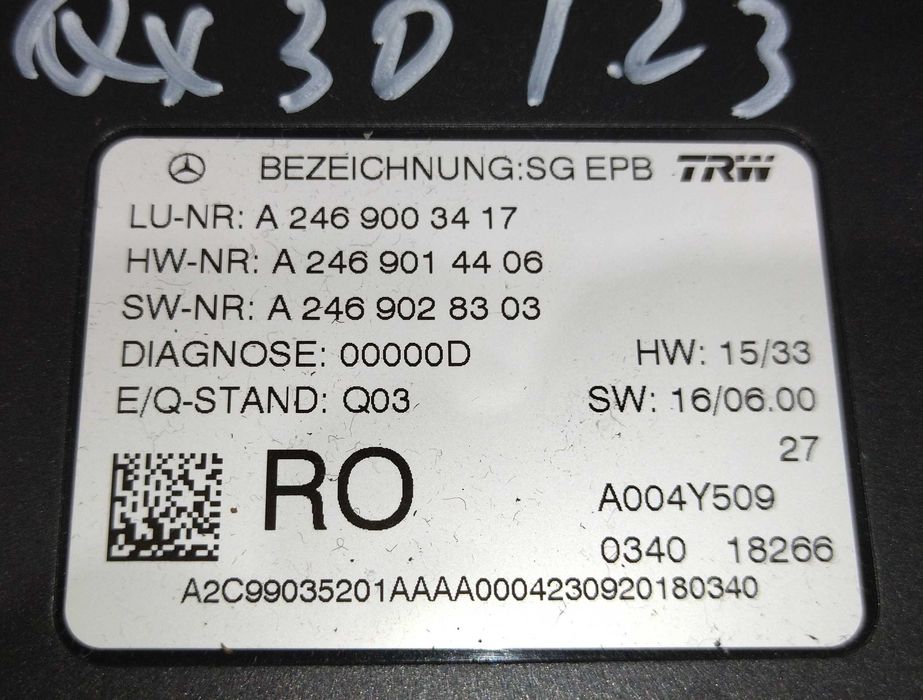 QX30 1.23
BEZEICHNUNG:SG EPB TRW
LU-NR: A 246 900 34 17
HW-NR: A 246 901 44 06
SW-NR: A 246 902 83 03
DIAGNOSE: 00000D HW: 15/33
E/Q-STAND: Q03 SW: 16/06.00
27
RO
A004Y509
0340 18266
A2C99035201AAAA0004230920180340